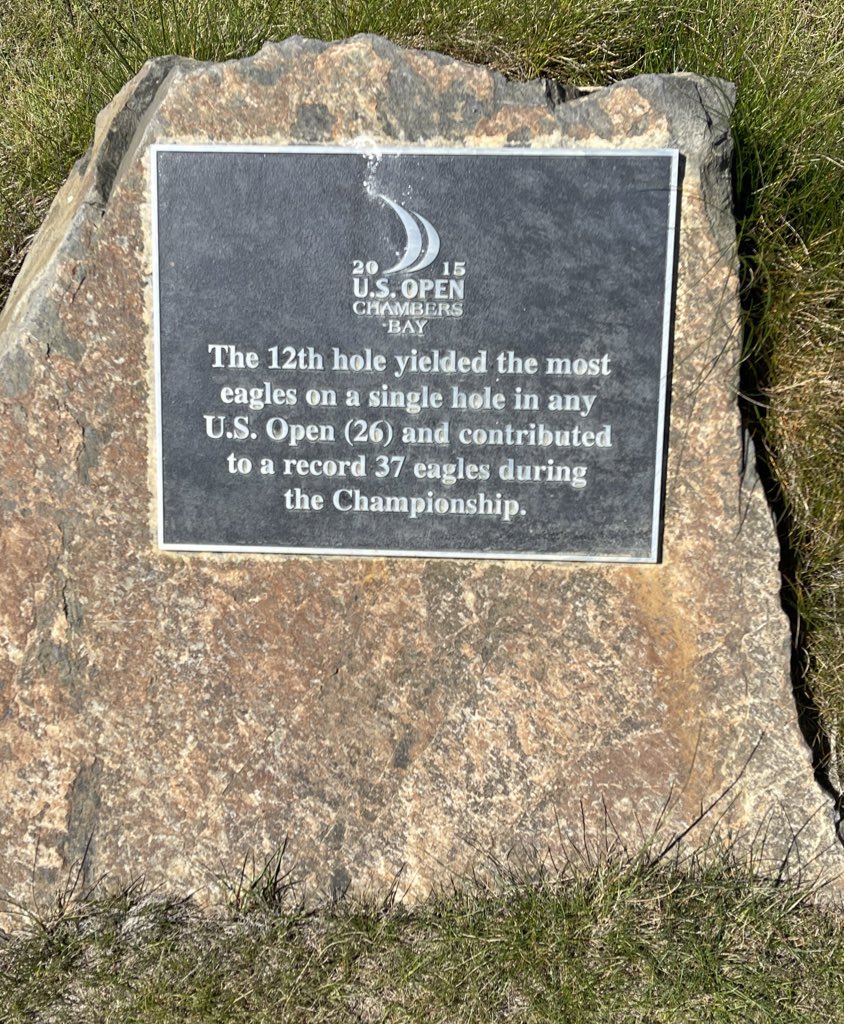 20 15
U.S. OPEN
CHAMBERS
BAY
The 12th hole yielded the most
eagles on a single hole in any
U.S. Open (26) and contributed
to a record 37 eagles during
the Championship.